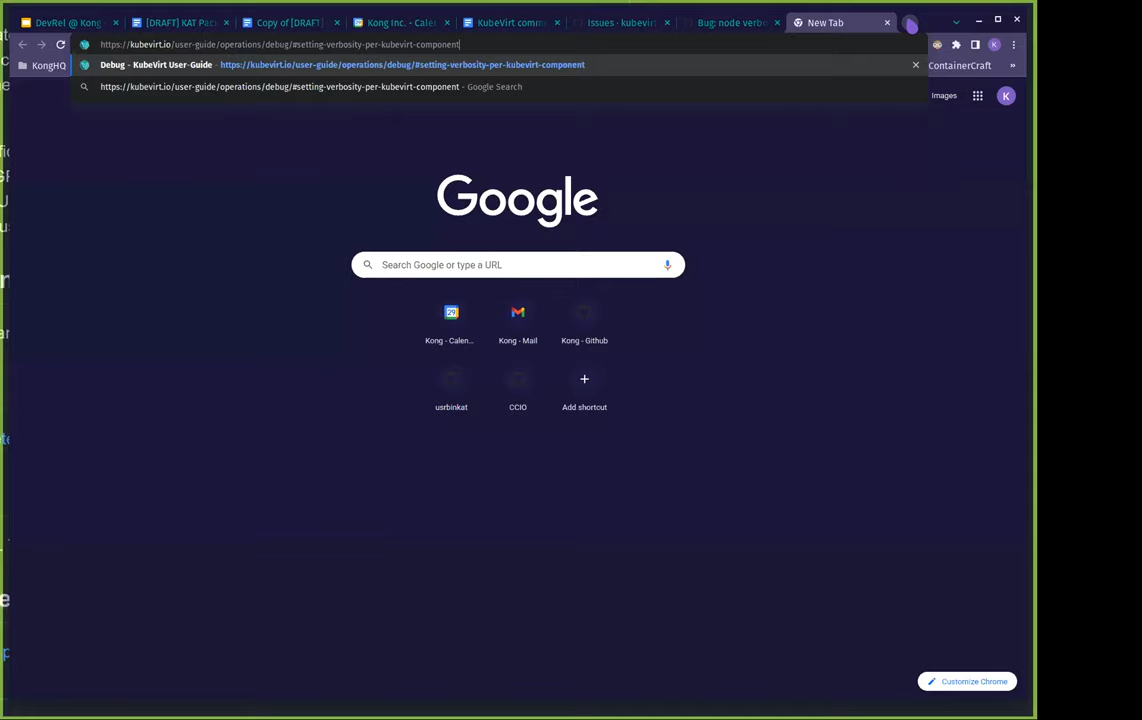 DevRel @ Kong
[DRAFT] KAT Pac
Copy of [DRAFT]
Kong Inc. - Cale
KubeVirt comm
Issues · kubevirt
Bug: node verb
New Tab
https://kubevirt.io/user-guide/operations/debug/#setting-verbosity-per-kubevirt-component
KongHQ
Debug - KubeVirt User-Guide - https://kubevirt.io/user-guide/operations/debug/#setting-verbosity-per-kubevirt-component
ContainerCraft
»
https://kubevirt.io/user-guide/operations/debug/#setting-verbosity-per-kubevirt-component - Google Search
Images
K
Google
Search Google or type a URL
29
Kong - Calen...
Kong - Mail
Kong - Github
usrbinkat
CCIO
Add shortcut
Customize Chrome